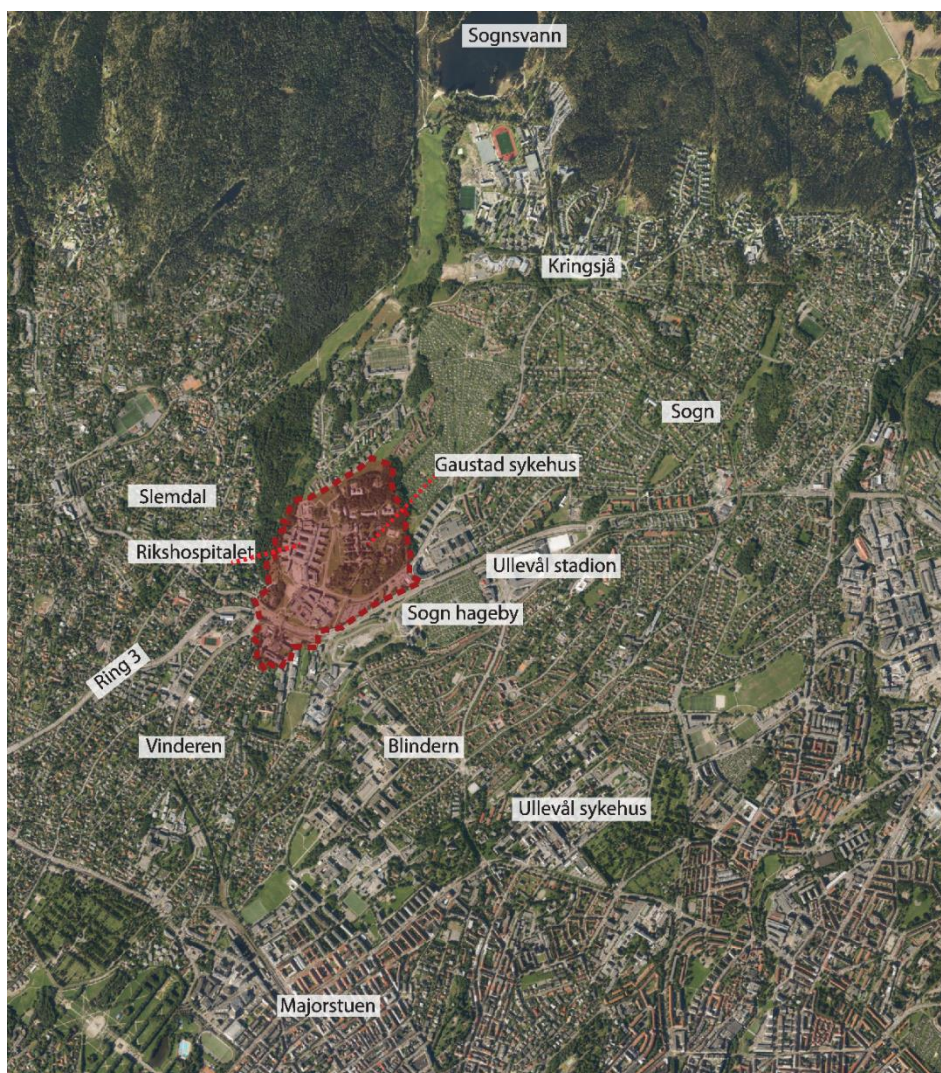 Sognsvann
Kringsjå
Sogn
Gaustad sykehus
Slemdal
Rikshospitalet
Ullevål stadion
Sogn hageby
Ring 3
Vinderen
Blindern
Ullevål sykehus
Majorstuen